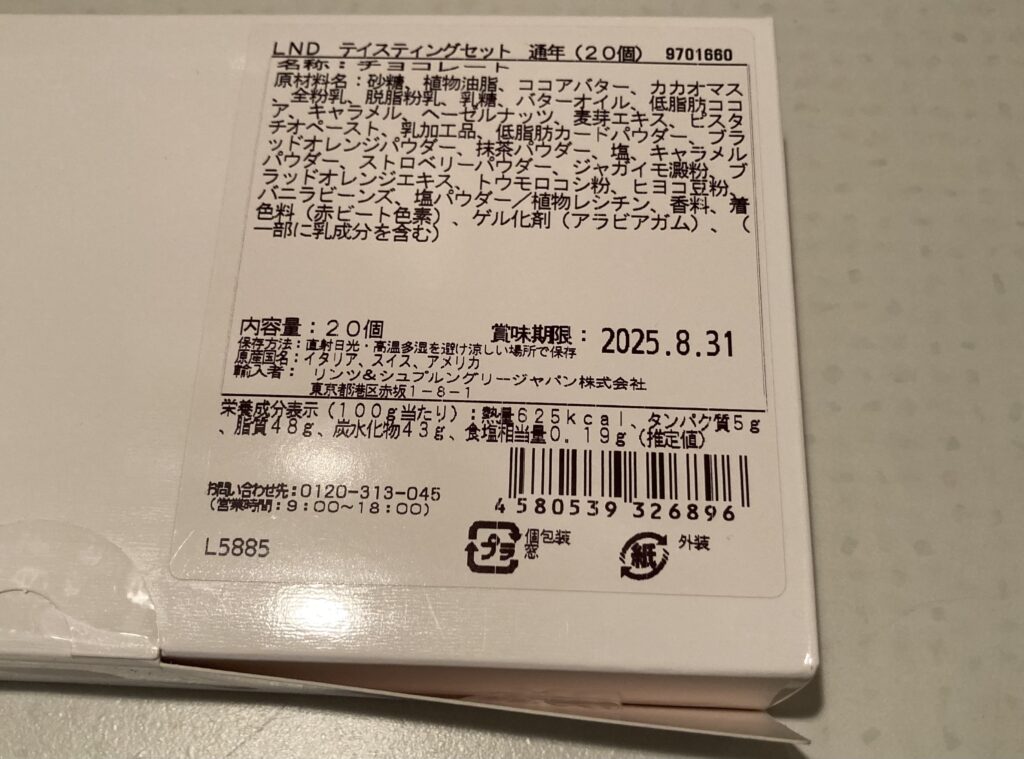 LND テイスティングセット 通年(20個) 9701660
名称:チョコレート
原材料名:砂糖、植物油脂、ココアバター、カカオマス
、全粉乳、脱脂粉乳、乳糖、バターオイル、低脂肪ココ
ア、キャラメル、ヘーゼルナッツ、麦芽エキス、ピスタ
チオペースト、乳加工品、低脂肪カードパウダー、ブラ
ッドオレンジパウダー、抹茶パウダー、塩、キャラメル
パウダー、ストロベリーパウダー、ジャガイモ澱粉、ブ
ラッドオレンジエキス、トウモロコシ粉、ヒヨコ豆粉、
バニラビーンズ、塩パウダー/植物レシチン、香料、着
色料(赤ビート色素)、ゲル化剤(アラビアガム)、(
一部に乳成分を含む)
内容量:20個 賞味期限:2025.8.31
保存方法:直射日光・高温多湿を避け涼しい場所で保存
原産国名:イタリア、スイス、アメリカ
輸入者: リンツ&シュプルングリージャパン株式会社
東京都港区赤坂1-8-1
栄養成分表示(100g当たり):熱量625kcal、タンパク質5g
、脂質48g、炭水化物43g、食塩相当量0.19g(推定値)
お問い合わせ先:0120-313-045
(営業時間:9:00~18:00)
4 580539 326896
L5885
プラ 個包装
窓
紙 外装